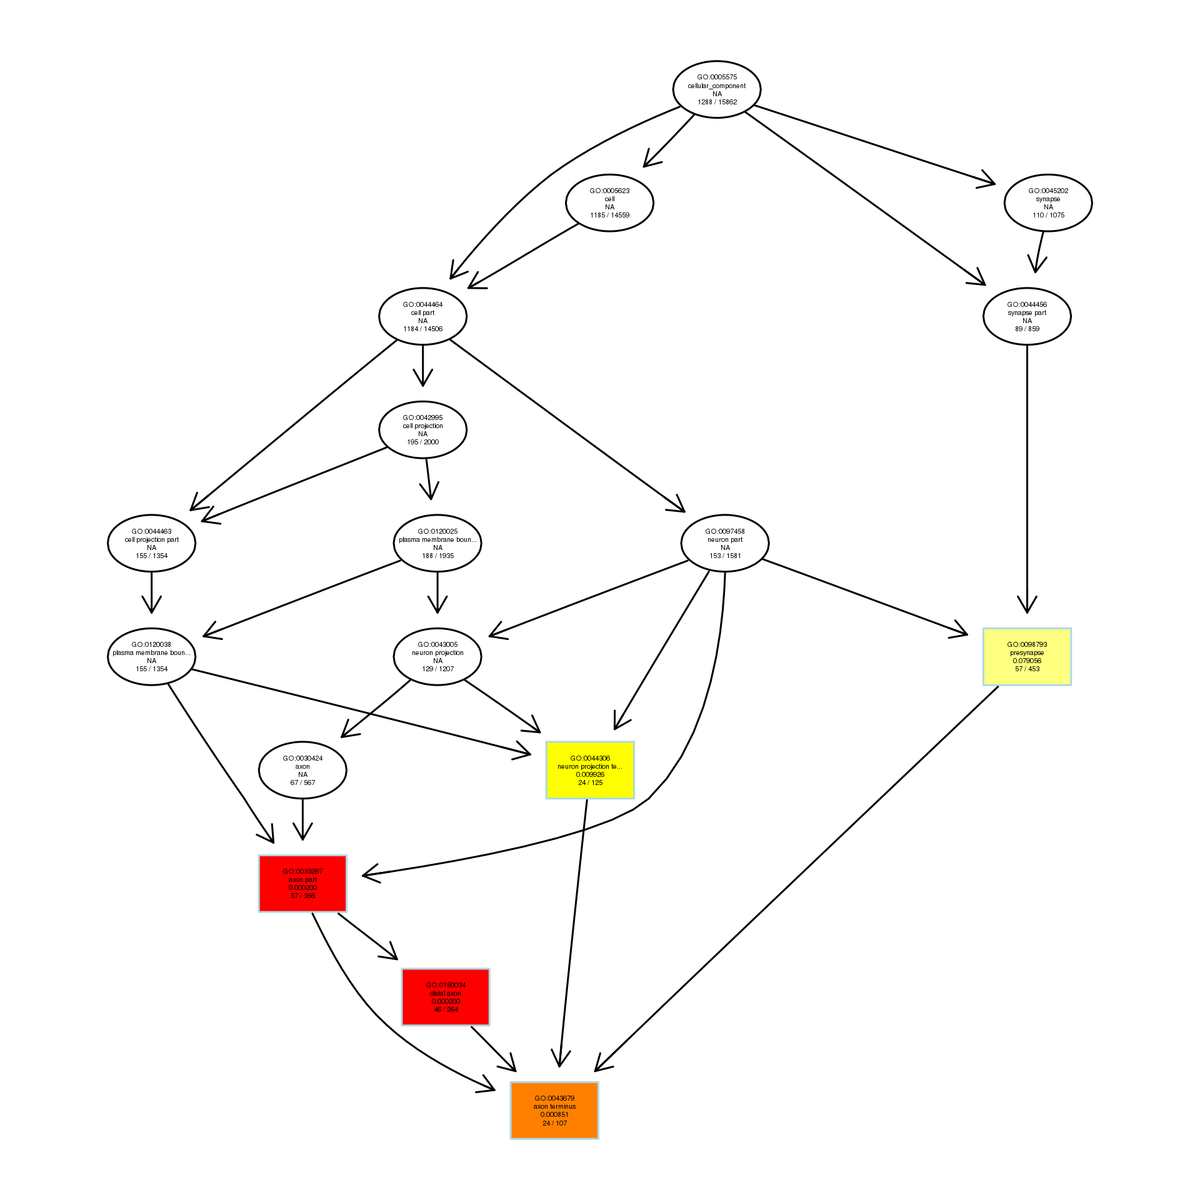 GO:0005575
cellular_component
NA
1288 / 15862
GO:0005623
cell
NA
1185 / 14559
GO:0045202
synapse
NA
110 / 1075
GO:0044464
cell part
NA
1184 / 14506
GO:0044456
synapse part
NA
89 / 859
GO:0042995
cell projection
NA
195 / 2000
GO:0044463
cell projection part
NA
155 / 1354
GO:0120025
plasma membrane boun...
NA
188 / 1935
GO:0097458
neuron part
NA
153 / 1581
GO:0120038
plasma membrane boun...
NA
155 / 1354
GO:0043005
neuron projection
NA
129 / 1207
GO:0098793
presynapse
0.079056
57 / 453
GO:0030424
axon
NA
67 / 567
GO:0044306
neuron projection te...
0.009926
24 / 125
GO:0033267
axon part
0.000200
57 /
GO:0150034
distal axon
0.000200
46 / 264
GO:0043679
axon terminus
0.000851
24 / 107